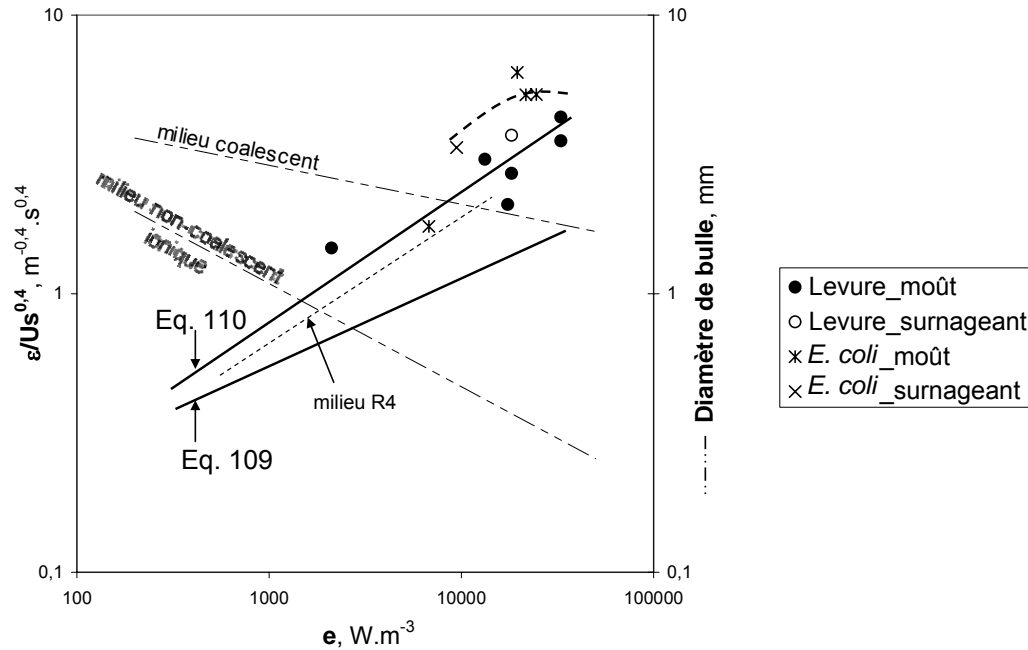 10
10
milieu coalescent
milieu non-coalescent
ionique
ε/Us^0,4, m^-0,4.s^0,4
1
1
Eq. 110
milieu R4
Eq. 109
Diamètre de bulle, mm
Levure_moût
Levure_surnageant
E. coli_moût
E. coli_surnageant
0,1
0,1
100
1000
10000
100000
e, W.m^-3